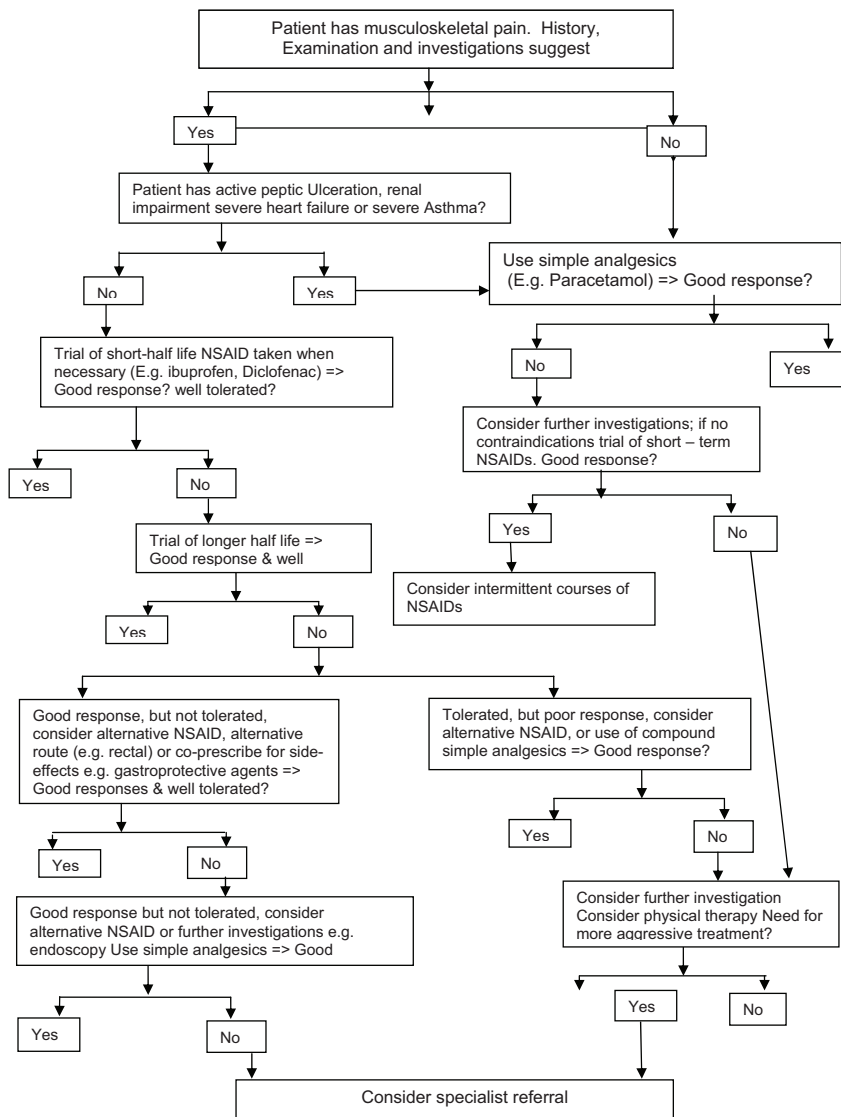 Patient has musculoskeletal pain. History,
Examination and investigations suggest
Yes
No
Patient has active peptic Ulceration, renal
impairment severe heart failure or severe Asthma?
No
Yes
Use simple analgesics
(E.g. Paracetamol) => Good response?
Trial of short-half life NSAID taken when
necessary (E.g. ibuprofen, Diclofenac) =>
Good response? well tolerated?
No
Yes
Consider further investigations; if no
contraindications trial of short – term
NSAIDs. Good response?
Yes
No
Yes
No
Trial of longer half life =>
Good response & well
Consider intermittent courses of
NSAIDs
Yes
No
Good response, but not tolerated,
consider alternative NSAID, alternative
route (e.g. rectal) or co-prescribe for side-
effects e.g. gastroprotective agents =>
Good responses & well tolerated?
Tolerated, but poor response, consider
alternative NSAID, or use of compound
simple analgesics => Good response?
Yes
No
Yes
No
Good response but not tolerated, consider
alternative NSAID or further investigations e.g.
endoscopy Use simple analgesics => Good
Consider further investigation
Consider physical therapy Need for
more aggressive treatment?
Yes
No
Yes
No
Consider specialist referral